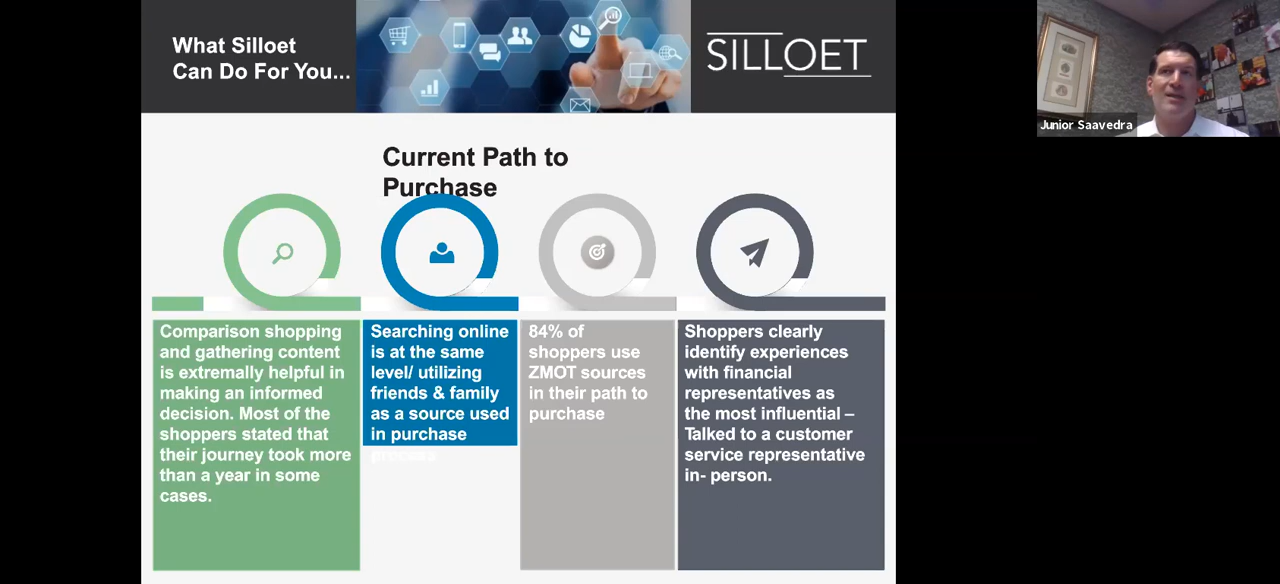 What Silloet
Can Do For You...
SILLOET
Junior Saavedra
Current Path to
Purchase
Comparison shopping
and gathering content
is extremally helpful in
making an informed
decision. Most of the
shoppers stated that
their journey took more
than a year in some
cases.
Searching online
is at the same
level/ utilizing
friends & family
as a source used
in purchase
process
84% of
shoppers use
ZMOT sources
in their path to
purchase
Shoppers clearly
identify experiences
with financial
representatives as
the most influential –
Talked to a customer
service representative
in- person.